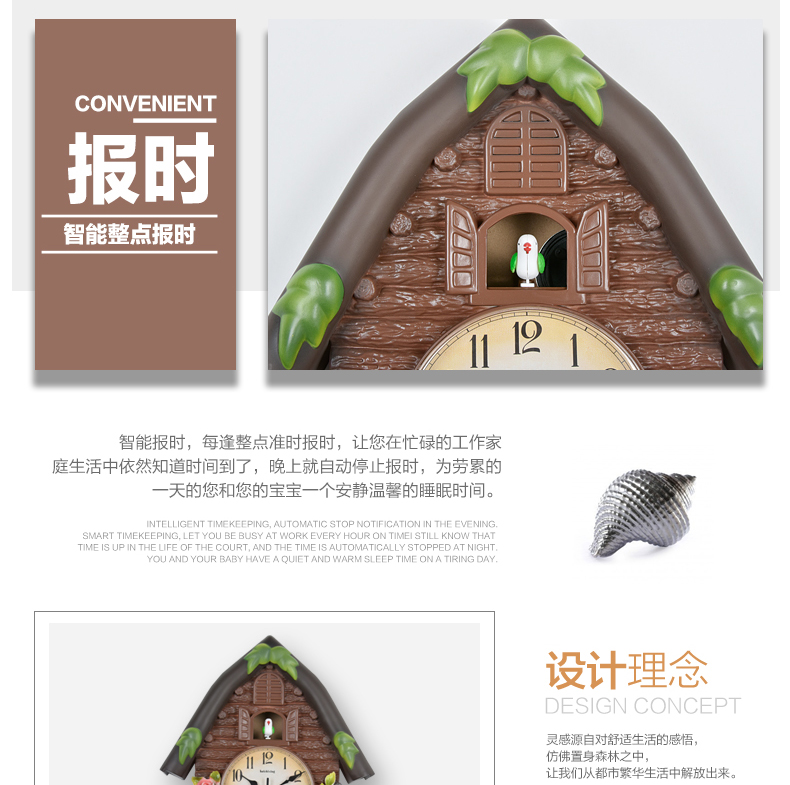 CONVENIENT
报时
智能整点报时
11 12 1
智能报时，每逢整点准时报时，让您在忙碌的工作家
庭生活中依然知道时间到了，晚上就自动停止报时，为劳累的
一天的您和您的宝宝一个安静温馨的睡眠时间。
INTELLIGENT TIMEKEEPING, AUTOMATIC STOP NOTIFICATION IN THE EVENING.
SMART TIMEKEEPING, LET YOU BE BUSY AT WORK EVERY HOUR ON TIMEI STILL KNOW THAT
TIME IS UP IN THE LIFE OF THE COURT, AND THE TIME IS AUTOMATICALLY STOPPED AT NIGHT.
YOU AND YOUR BABY HAVE A QUIET AND WARM SLEEP TIME ON A TIRING DAY.
设计理念
DESIGN CONCEPT
灵感源自对舒适生活的感悟，
仿佛置身森林之中，
让我们从都市繁华生活中解放出来。
11 12 1
10 2